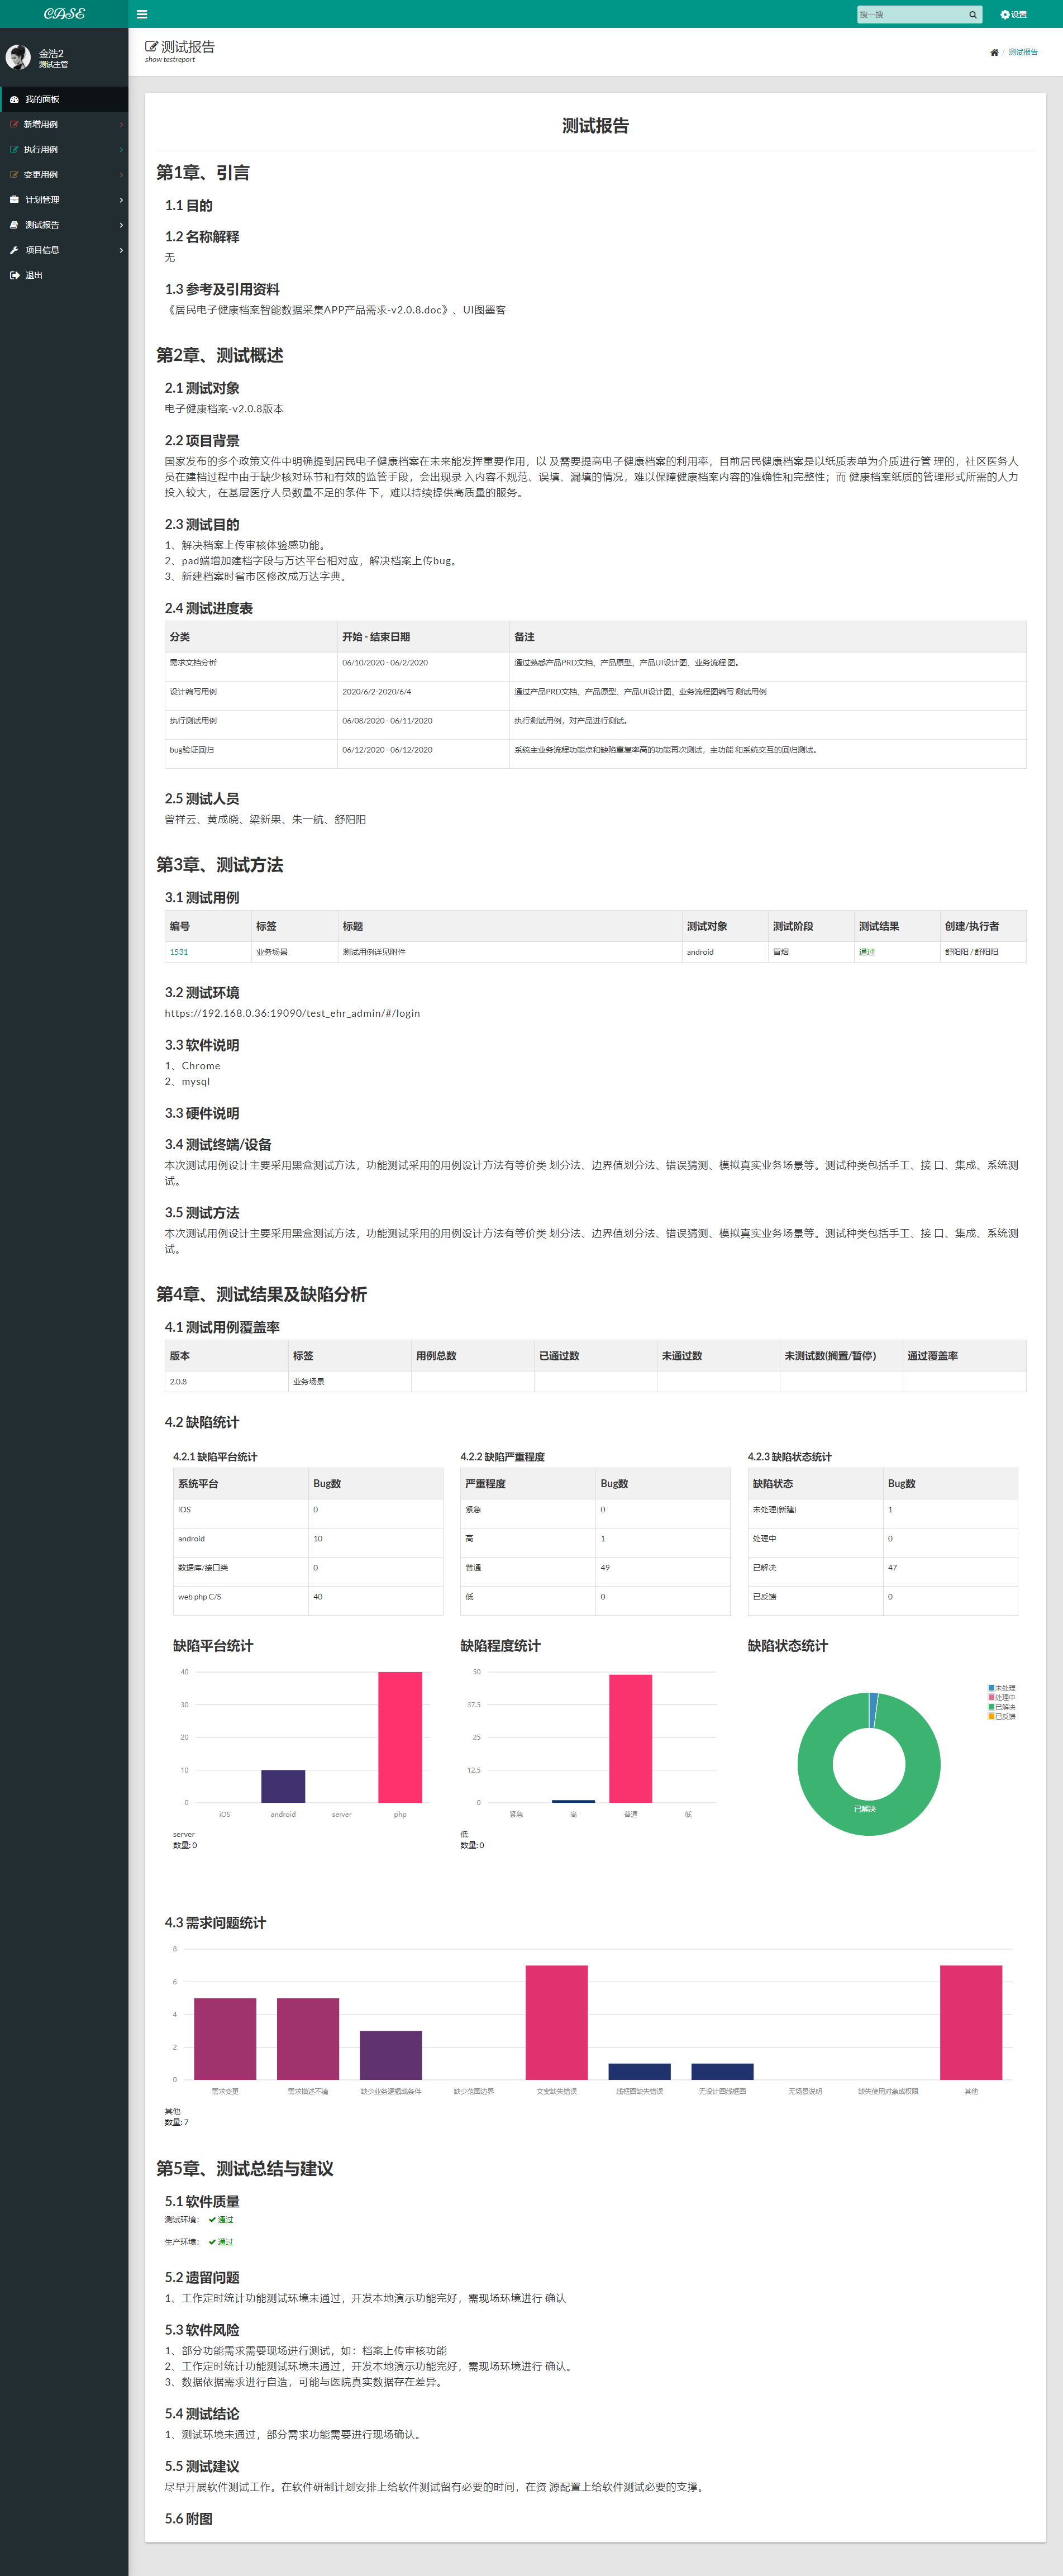 CASE
搜一搜
设置
金浩2
测试主管
我的面板
新增用例
执行用例
变更用例
计划管理
测试报告
项目信息
退出
测试报告
show testreport
/ 测试报告
测试报告
第1章、引言
1.1 目的
1.2 名称解释
无
1.3 参考及引用资料
《居民电子健康档案智能数据采集APP产品需求-v2.0.8.doc》、UI图墨客
第2章、测试概述
2.1 测试对象
电子健康档案-v2.0.8版本
2.2 项目背景
国家发布的多个政策文件中明确提到居民电子健康档案在未来能发挥重要作用，以 及需要提高电子健康档案的利用率，目前居民健康档案是以纸质表单为介质进行管 理的，社区医务人
员在建档过程中由于缺少核对环节和有效的监管手段，会出现录 入内容不规范、误填、漏填的情况，难以保障健康档案内容的准确性和完整性；而 健康档案纸质的管理形式所需的人力
投入较大，在基层医疗人员数量不足的条件 下，难以持续提供高质量的服务。
2.3 测试目的
1、解决档案上传审核体验感功能。
2、pad端增加建档字段与万达平台相对应，解决档案上传bug。
3、新建档案时省市区修改成万达字典。
2.4 测试进度表
分类 开始 - 结束日期 备注
需求文档分析 06/10/2020 - 06/2/2020 通过熟悉产品PRD文档、产品原型、产品UI设计图、业务流程 图。
设计编写用例 2020/6/2-2020/6/4 通过产品PRD文档、产品原型、产品UI设计图、业务流程图编写 测试用例
执行测试用例 06/08/2020 - 06/11/2020 执行测试用例，对产品进行测试。
bug验证回归 06/12/2020 - 06/12/2020 系统主业务流程功能点和缺陷重复率高的功能再次测试，主功能 和系统交互的回归测试。
2.5 测试人员
曾祥云、黄成晓、梁新果、朱一航、舒阳阳
第3章、测试方法
3.1 测试用例
编号 标签 标题 测试对象 测试阶段 测试结果 创建/执行者
1531 业务场景 测试用例详见附件 android 冒烟 通过 舒阳阳 / 舒阳阳
3.2 测试环境
https://192.168.0.36:19090/test_ehr_admin/#/login
3.3 软件说明
1、Chrome
2、mysql
3.3 硬件说明
3.4 测试终端/设备
本次测试用例设计主要采用黑盒测试方法，功能测试采用的用例设计方法有等价类 划分法、边界值划分法、错误猜测、模拟真实业务场景等。测试种类包括手工、接 口、集成、系统测
试。
3.5 测试方法
本次测试用例设计主要采用黑盒测试方法，功能测试采用的用例设计方法有等价类 划分法、边界值划分法、错误猜测、模拟真实业务场景等。测试种类包括手工、接 口、集成、系统测
试。
第4章、测试结果及缺陷分析
4.1 测试用例覆盖率
版本 标签 用例总数 已通过数 未通过数 未测试数(搁置/暂停) 通过覆盖率
2.0.8 业务场景
4.2 缺陷统计
4.2.1 缺陷平台统计
系统平台 Bug数
iOS 0
android 10
数据库/接口类 0
web php C/S 40
4.2.2 缺陷严重程度
严重程度 Bug数
紧急 0
高 1
普通 49
低 0
4.2.3 缺陷状态统计
缺陷状态 Bug数
未处理(新建) 1
处理中 0
已解决 47
已反馈 0
缺陷平台统计
40
30
20
10
0
iOS android server php
server
数量: 0
缺陷程度统计
50
37.5
25
12.5
0
紧急 高 普通 低
低
数量: 0
缺陷状态统计
未处理
处理中
已解决
已反馈
已解决
4.3 需求问题统计
8
6
4
2
0
需求变更 需求描述不清 缺少业务逻辑或条件 缺少范围边界 文案缺失错误 线框图缺失错误 无设计图线框图 无场景说明 缺失使用对象或权限 其他
其他
数量: 7
第5章、测试总结与建议
5.1 软件质量
测试环境： 通过
生产环境： 通过
5.2 遗留问题
1、工作定时统计功能测试环境未通过，开发本地演示功能完好，需现场环境进行 确认
5.3 软件风险
1、部分功能需求需要现场进行测试，如：档案上传审核功能
2、工作定时统计功能测试环境未通过，开发本地演示功能完好，需现场环境进行 确认。
3、数据依据需求进行自造，可能与医院真实数据存在差异。
5.4 测试结论
1、测试环境未通过，部分需求功能需要进行现场确认。
5.5 测试建议
尽早开展软件测试工作。在软件研制计划安排上给软件测试留有必要的时间，在资 源配置上给软件测试必要的支撑。
5.6 附图